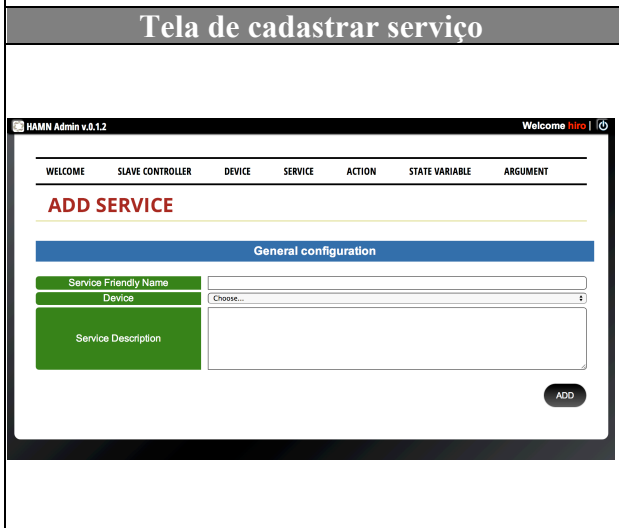 Tela de cadastrar serviço
HAMN Admin v.0.1.2 Welcome hiro |
WELCOME SLAVE CONTROLLER DEVICE SERVICE ACTION STATE VARIABLE ARGUMENT
ADD SERVICE
General configuration
Service Friendly Name
Device Choose...
Service Description
ADD